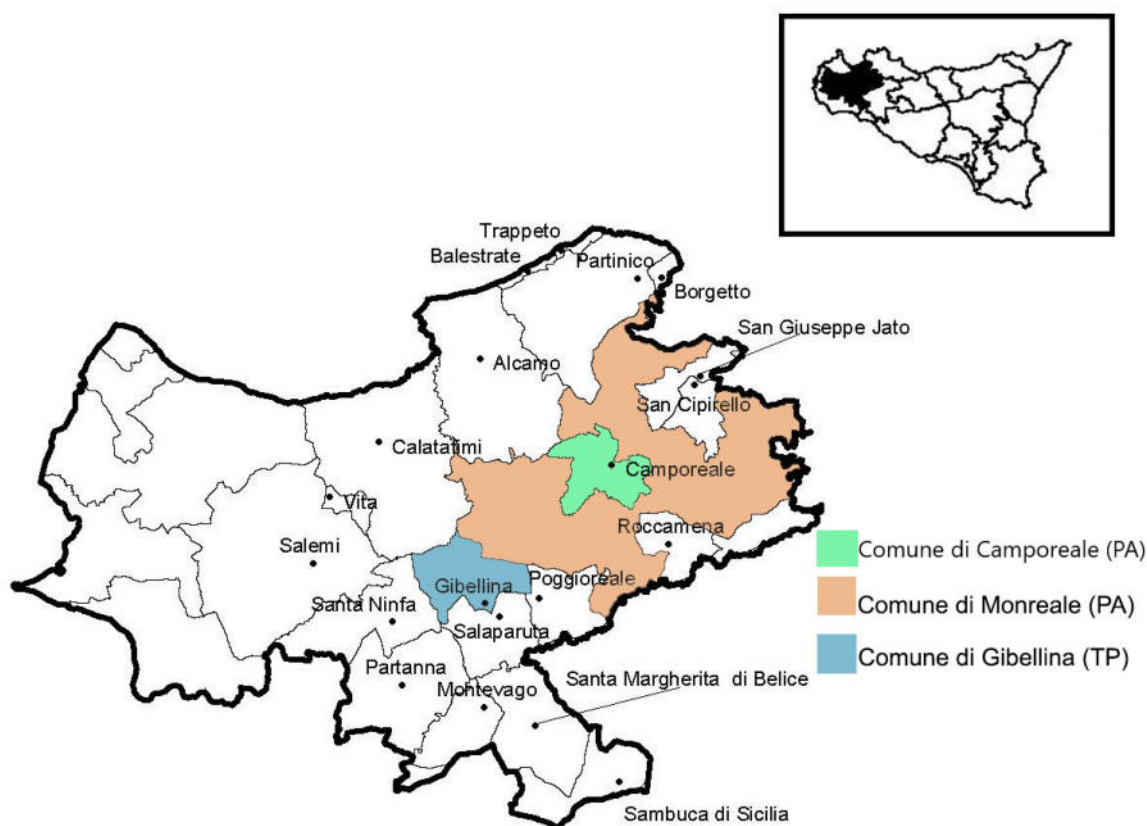 Trappeto
Balestrate
Partinico
Borgetto
San Giuseppe Jato
Alcamo
San Cipirello
Calatafimi
Camporeale
Vita
Roccamena
Salemi
Comune di Camporeale (PA)
Gibellina
Poggioreale
Santa Ninfa
Comune di Monreale (PA)
Salaparuta
Comune di Gibellina (TP)
Partanna
Santa Margherita di Belice
Montevago
Sambuca di Sicilia